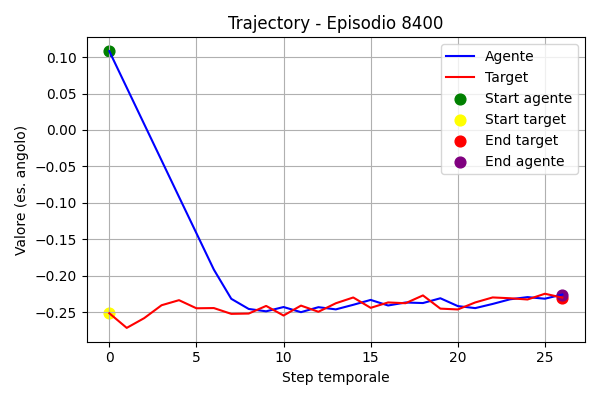 Trajectory - Episodio 8400
Valore (es. angolo)
0.10
0.05
0.00
−0.05
−0.10
−0.15
−0.20
−0.25
Agente
Target
Start agente
Start target
End target
End agente
0 5 10 15 20 25
Step temporale